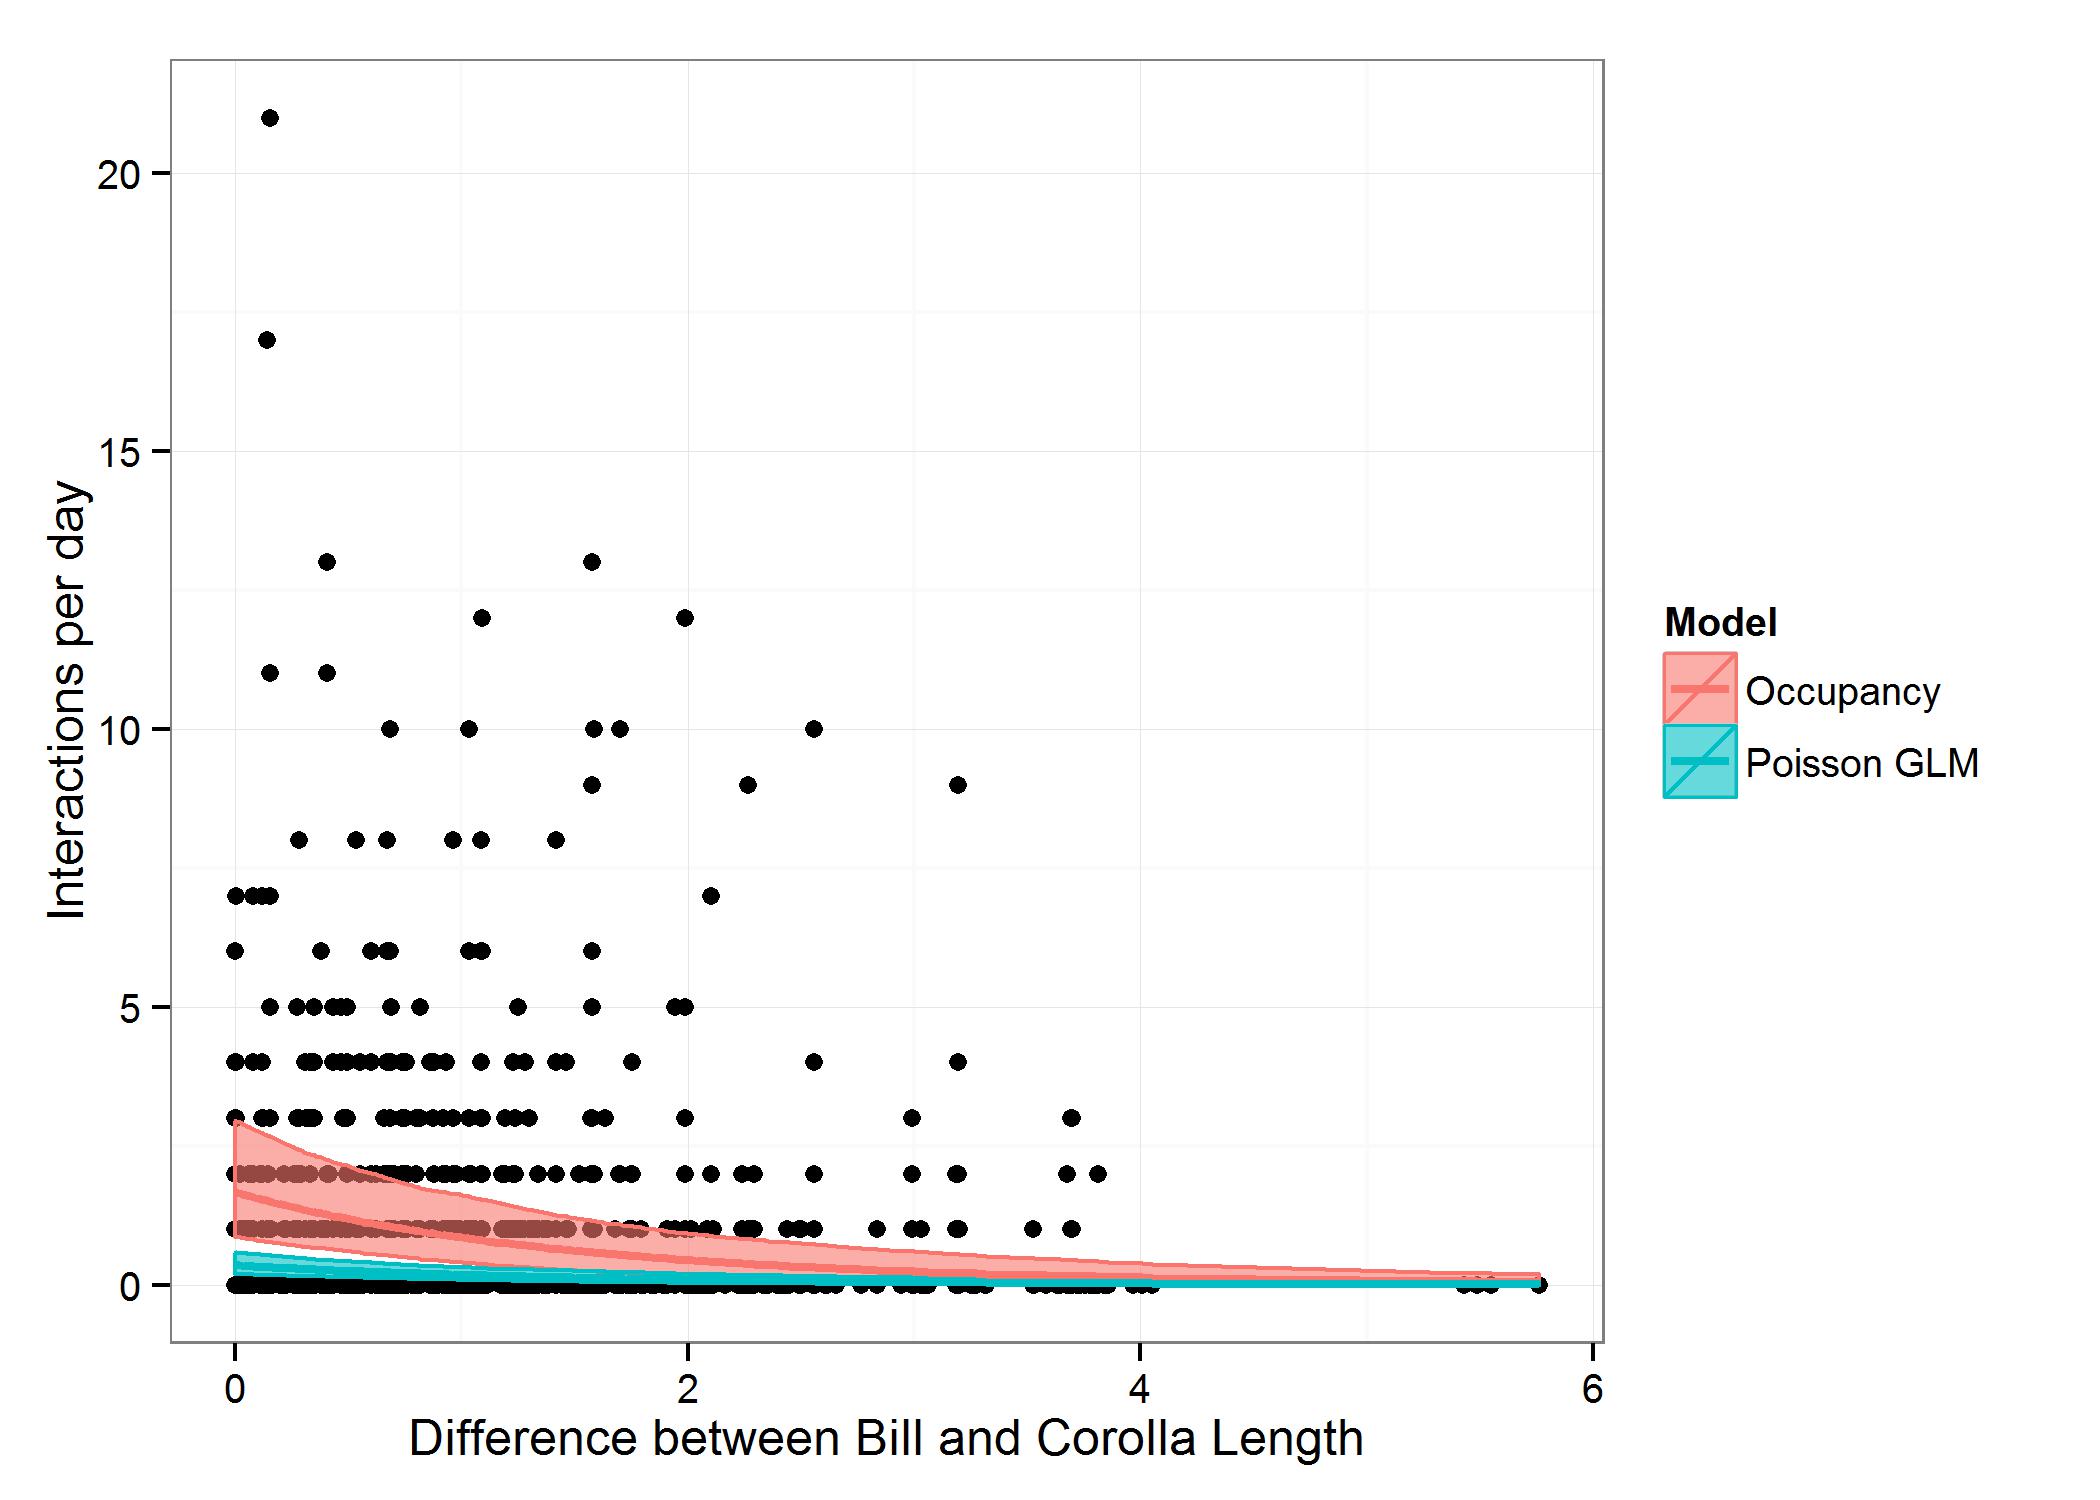 20
15
10
5
0
Interactions per day
0 2 4 6
Difference between Bill and Corolla Length
Model
Occupancy
Poisson GLM